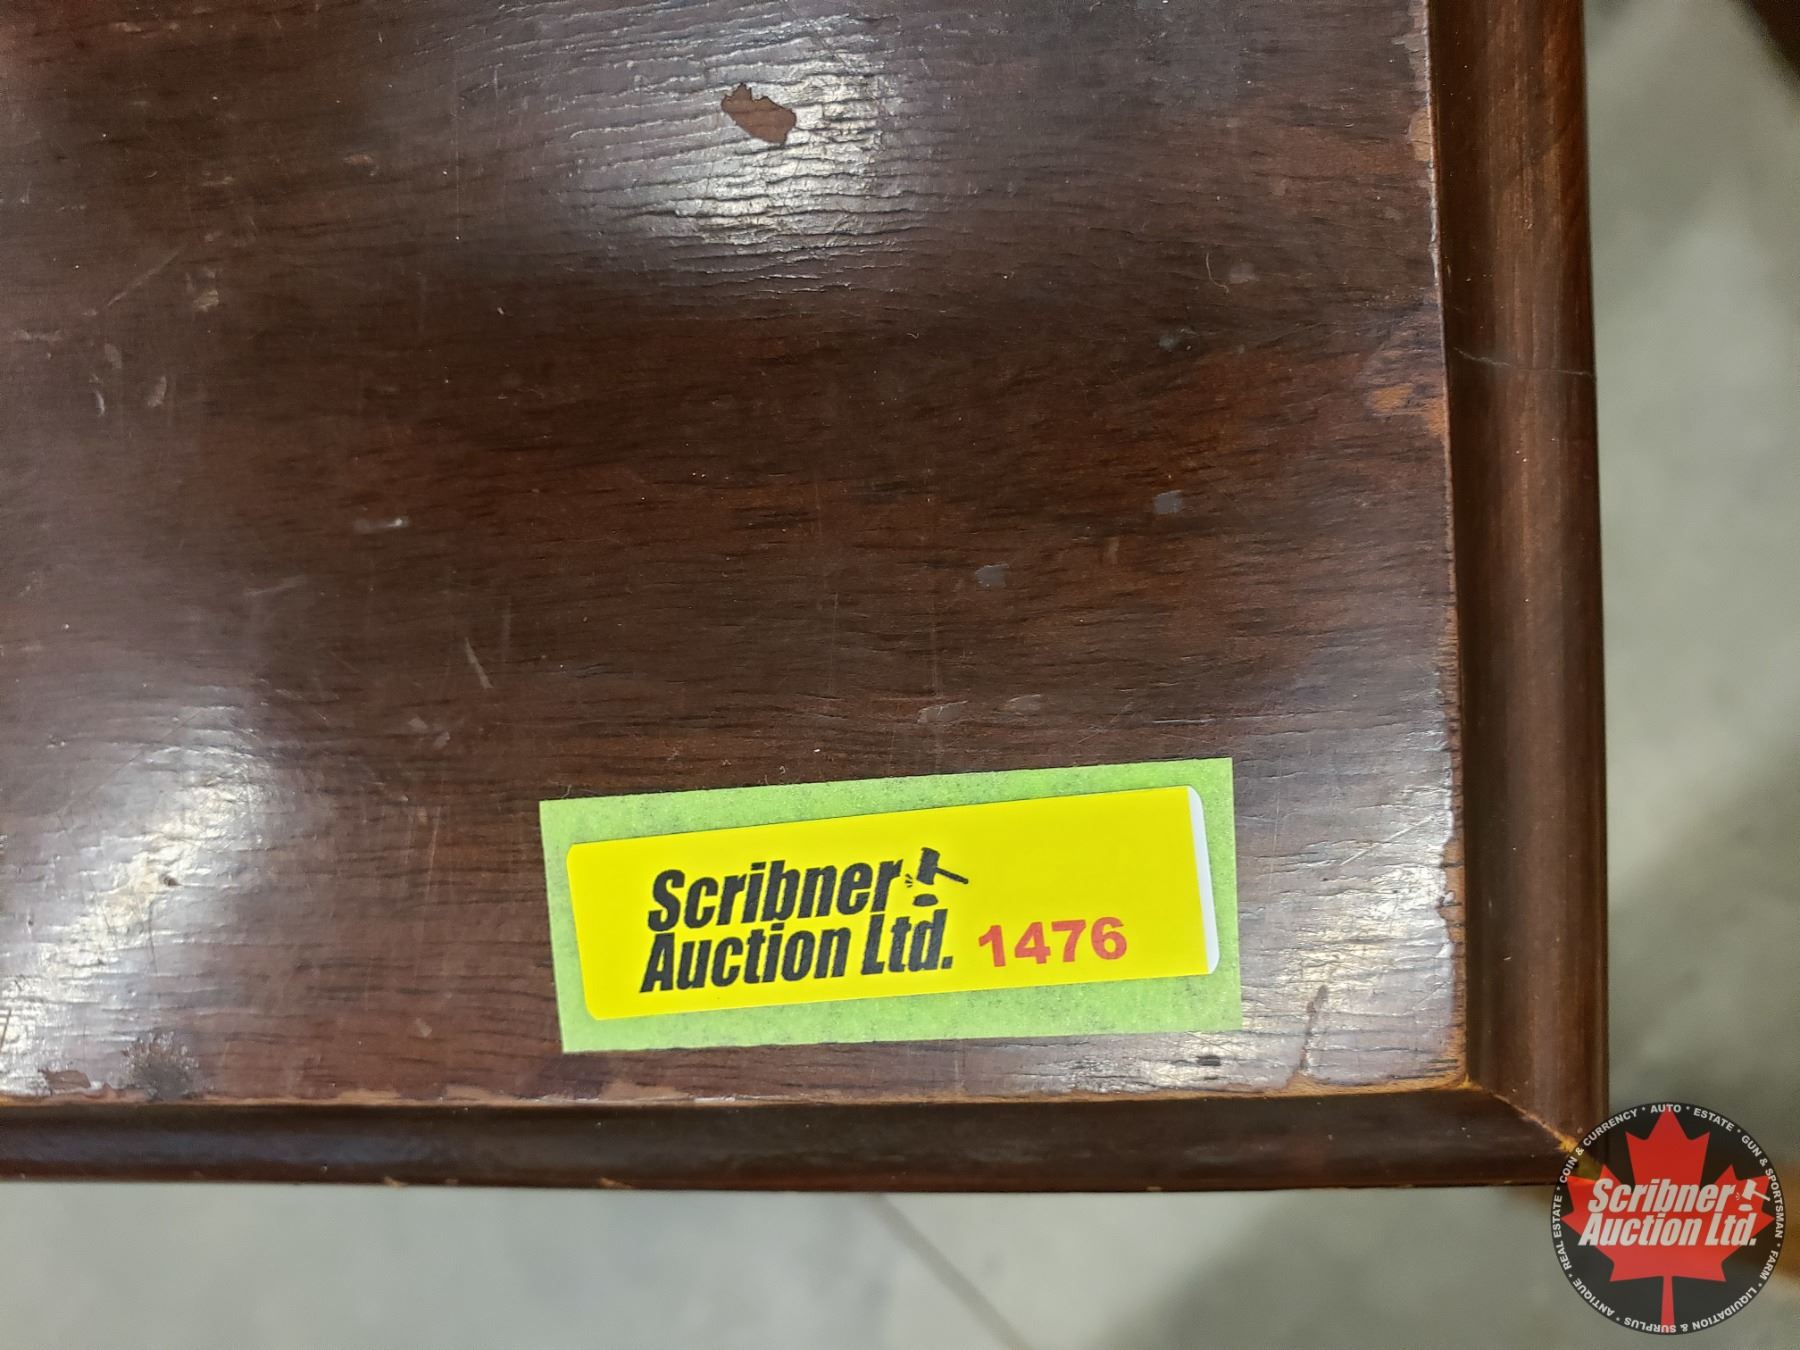 Scribner
Auction Ltd. 1476
COIN & CURRENCY * AUTO * ESTATE * GUN & SPORTSMAN * FARM * LIQUIDATION & SURPLUS * ANTIQUE * REAL ESTATE *
Scribner
Auction Ltd.